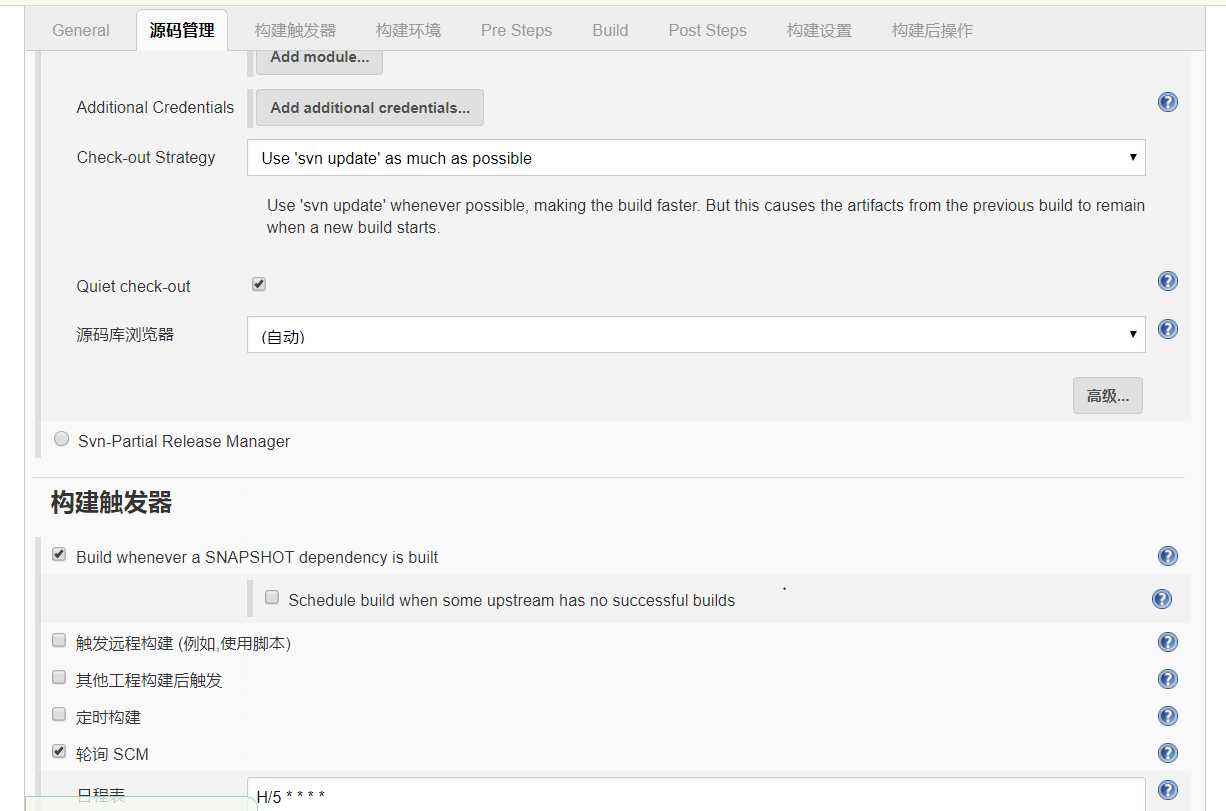 General 源码管理 构建触发器 构建环境 Pre Steps Build Post Steps 构建设置 构建后操作
Add module...
Additional Credentials Add additional credentials...
Check-out Strategy Use 'svn update' as much as possible
Use 'svn update' whenever possible, making the build faster. But this causes the artifacts from the previous build to remain
when a new build starts.
Quiet check-out
源码库浏览器 (自动)
高级...
Svn-Partial Release Manager
构建触发器
Build whenever a SNAPSHOT dependency is built
Schedule build when some upstream has no successful builds
触发远程构建 (例如,使用脚本)
其他工程构建后触发
定时构建
轮询 SCM
日程表 H/5 * * * *